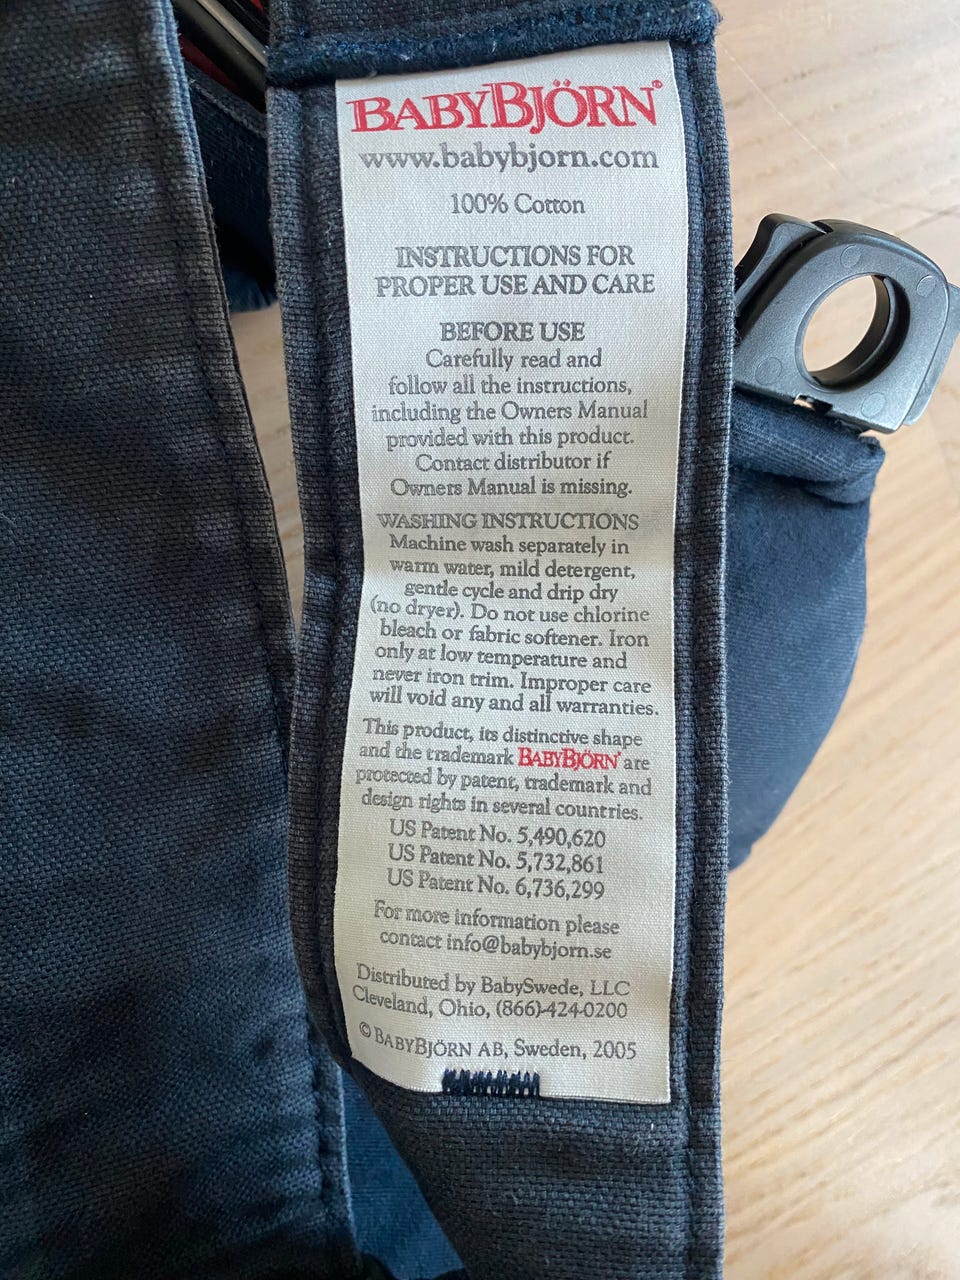 BABYBJÖRN®
www.babybjorn.com
100% Cotton
INSTRUCTIONS FOR
PROPER USE AND CARE
BEFORE USE
Carefully read and
follow all the instructions,
including the Owners Manual
provided with this product.
Contact distributor if
Owners Manual is missing.
WASHING INSTRUCTIONS
Machine wash separately in
warm water, mild detergent,
gentle cycle and drip dry
(no dryer). Do not use chlorine
bleach or fabric softener. Iron
only at low temperature and
never iron trim. Improper care
will void any and all warranties.
This product, its distinctive shape
and the trademark BABYBJÖRN® are
protected by patent, trademark and
design rights in several countries.
US Patent No. 5,490,620
US Patent No. 5,732,861
US Patent No. 6,736,299
For more information please
contact info@babybjorn.se
Distributed by BabySwede, LLC
Cleveland, Ohio, (866)-424-0200
© BABYBJÖRN AB, Sweden, 2005